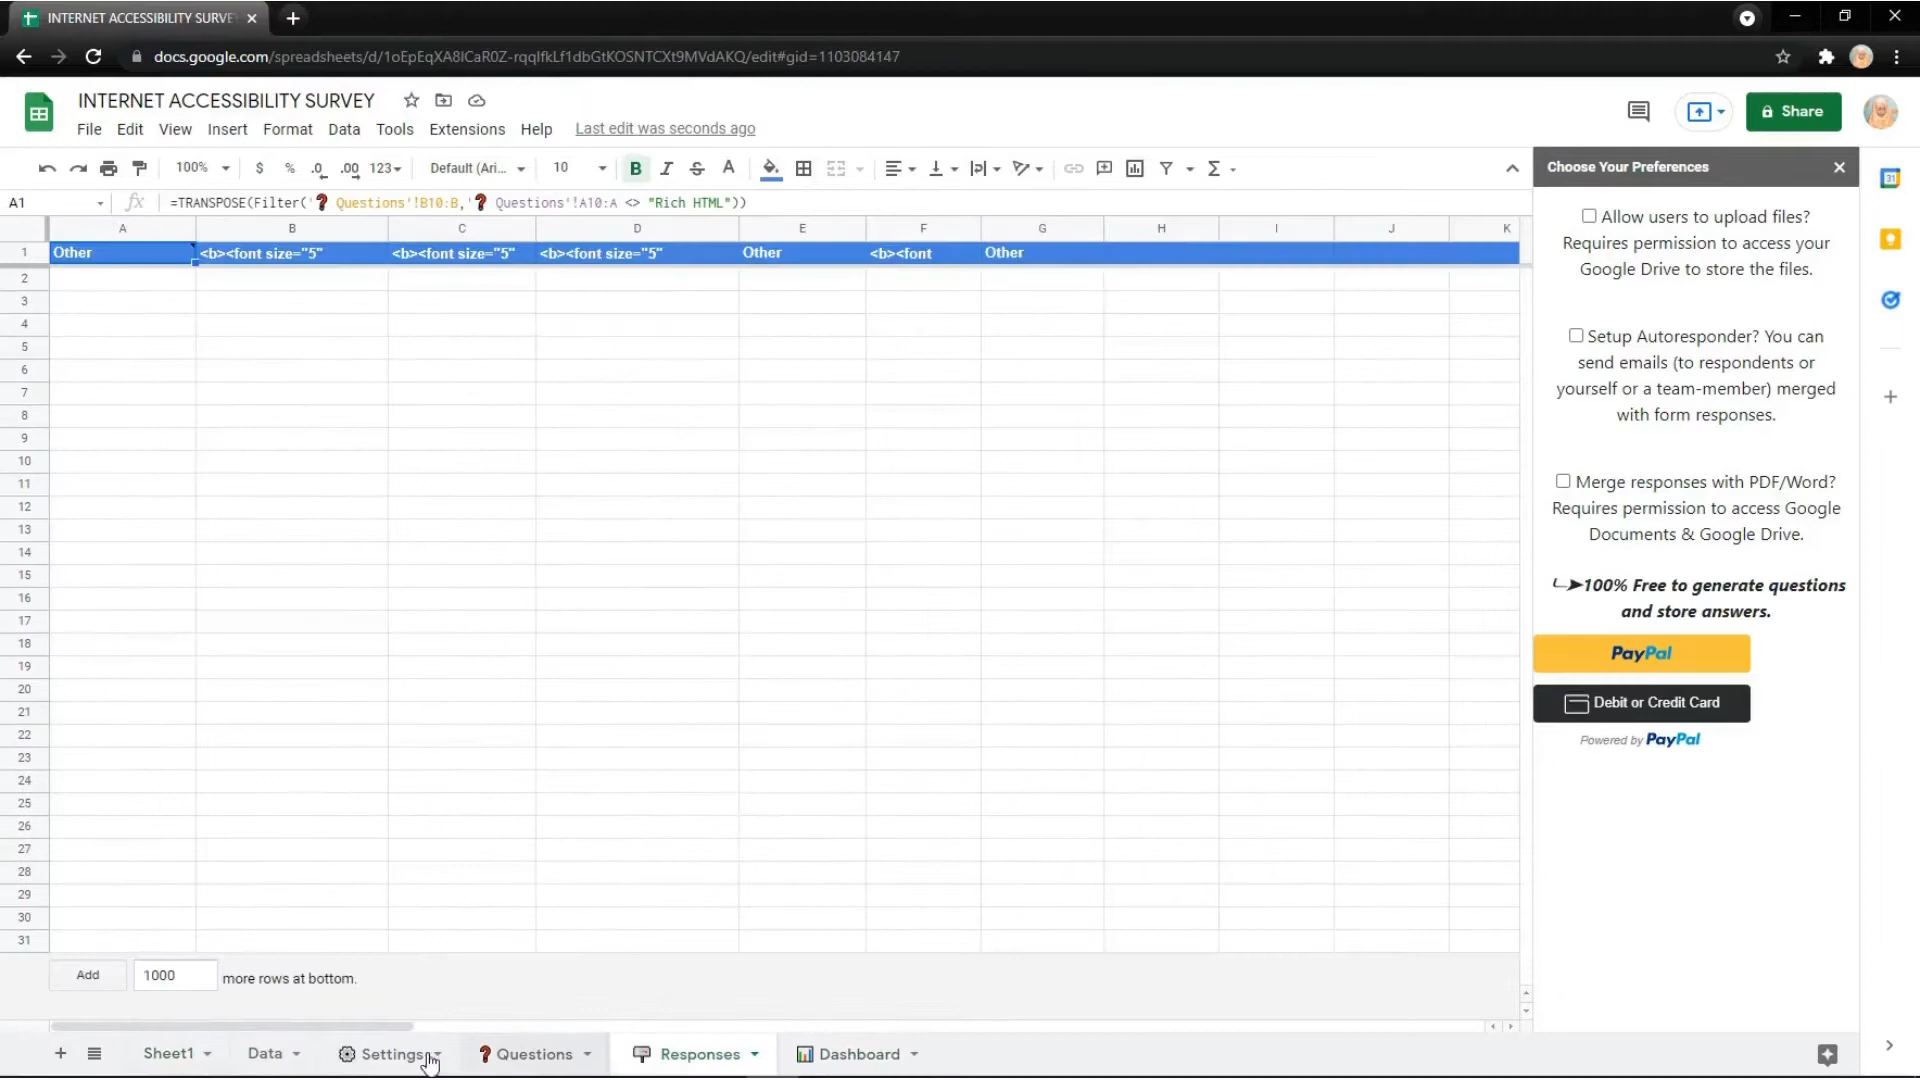 INTERNET ACCESSIBILITY SURVE
docs.google.com/spreadsheets/d/1oEpEqXA8ICaR0Z-rqqIfkLf1dbGtKOSNTCXt9MVdAKQ/edit#gid=1103084147
INTERNET ACCESSIBILITY SURVEY
File Edit View Insert Format Data Tools Extensions Help Last edit was seconds ago
Share
100% $ % .0 .00 123 Default (Ari... 10 B I S A
A1 fx =TRANSPOSE(Filter('❓ Questions'!B10:B,'❓ Questions'!A10:A <> "Rich HTML"))
A B C D E F G H I J K
1 Other <b><font size="5" <b><font size="5" <b><font size="5" Other <b><font Other
2
3
4
5
6
7
8
9
10
11
12
13
14
15
16
17
18
19
20
21
22
23
24
25
26
27
28
29
30
31
Add 1000 more rows at bottom.
Sheet1 Data Settings Questions Responses Dashboard
Choose Your Preferences
Allow users to upload files?
Requires permission to access your
Google Drive to store the files.
Setup Autoresponder? You can
send emails (to respondents or
yourself or a team-member) merged
with form responses.
Merge responses with PDF/Word?
Requires permission to access Google
Documents & Google Drive.
100% Free to generate questions
and store answers.
PayPal
Debit or Credit Card
Powered by PayPal
31